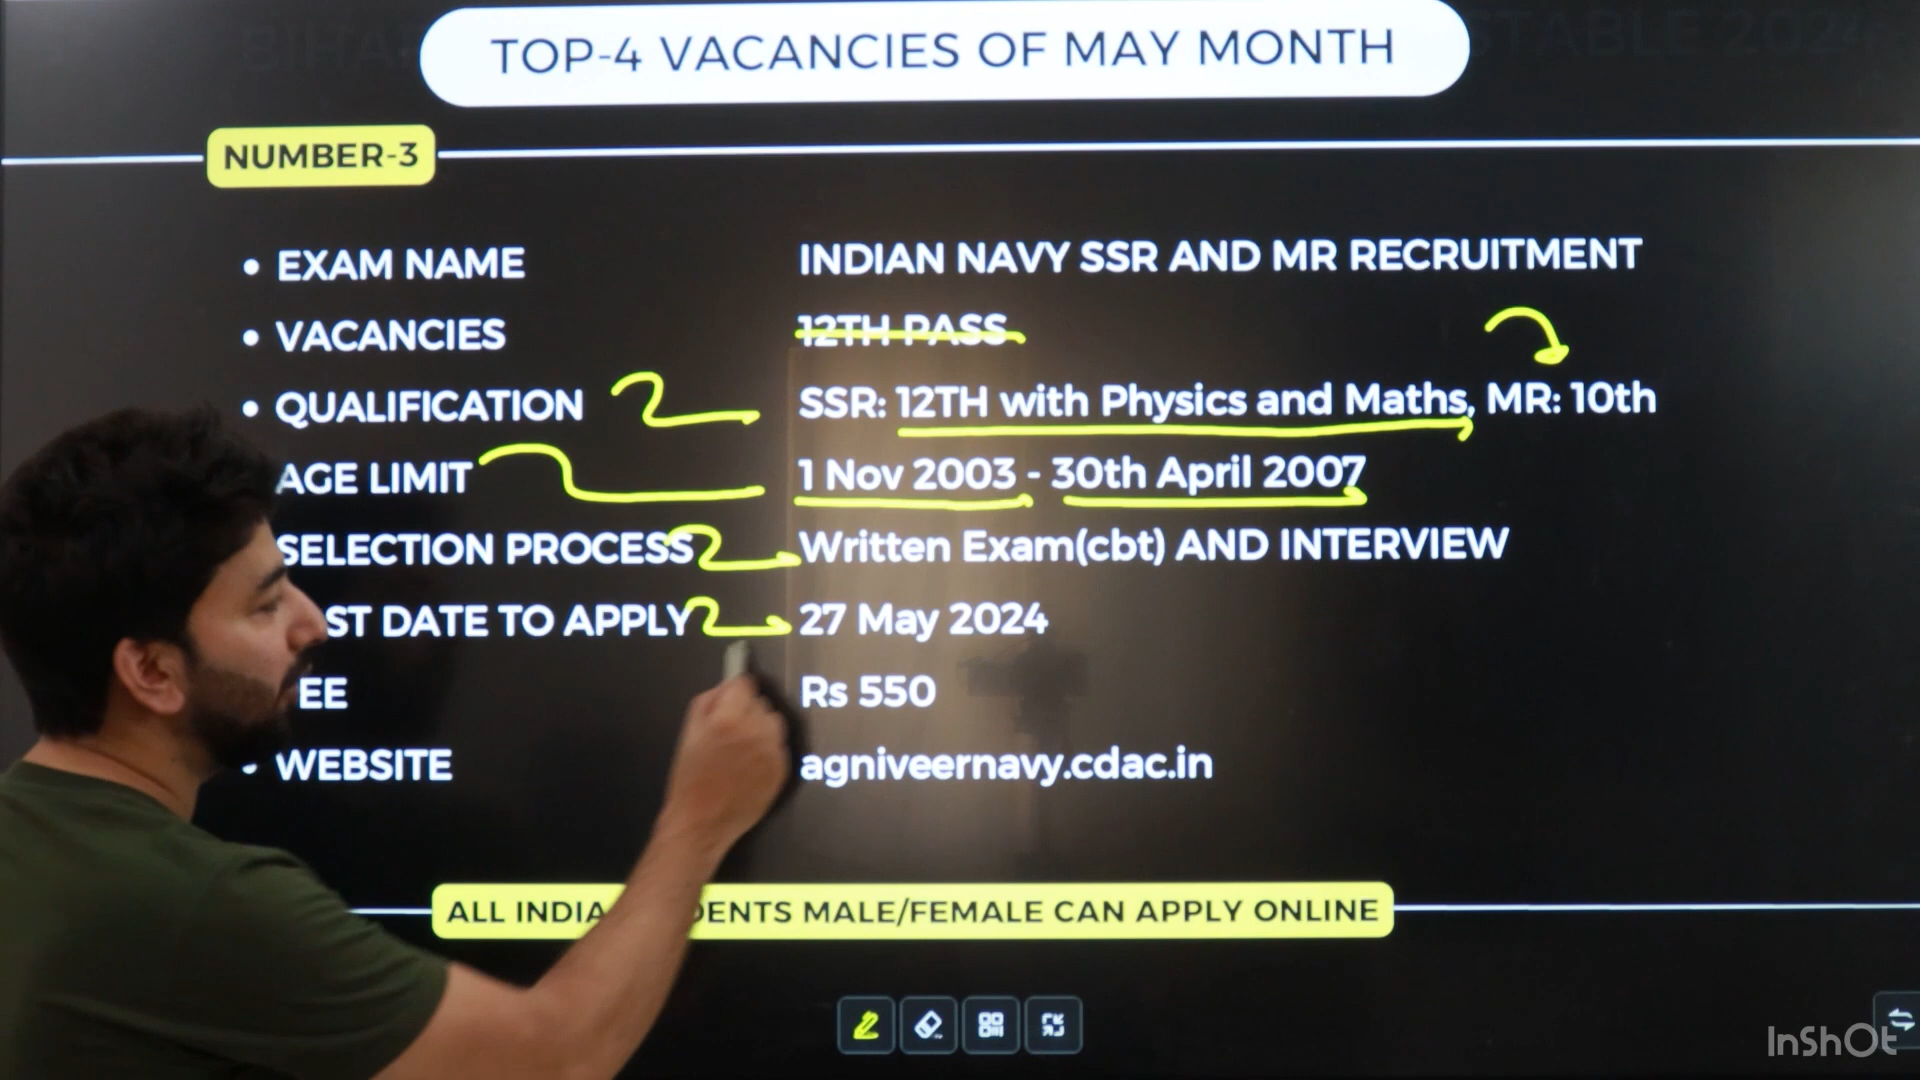 TOP-4 VACANCIES OF MAY MONTH
NUMBER-3
• EXAM NAME INDIAN NAVY SSR AND MR RECRUITMENT
• VACANCIES 12TH PASS
• QUALIFICATION SSR: 12TH with Physics and Maths, MR: 10th
AGE LIMIT 1 Nov 2003 - 30th April 2007
SELECTION PROCESS Written Exam(cbt) AND INTERVIEW
ST DATE TO APPLY 27 May 2024
EE Rs 550
• WEBSITE agniveernavy.cdac.in
ALL INDIA DENTS MALE/FEMALE CAN APPLY ONLINE
InShOt